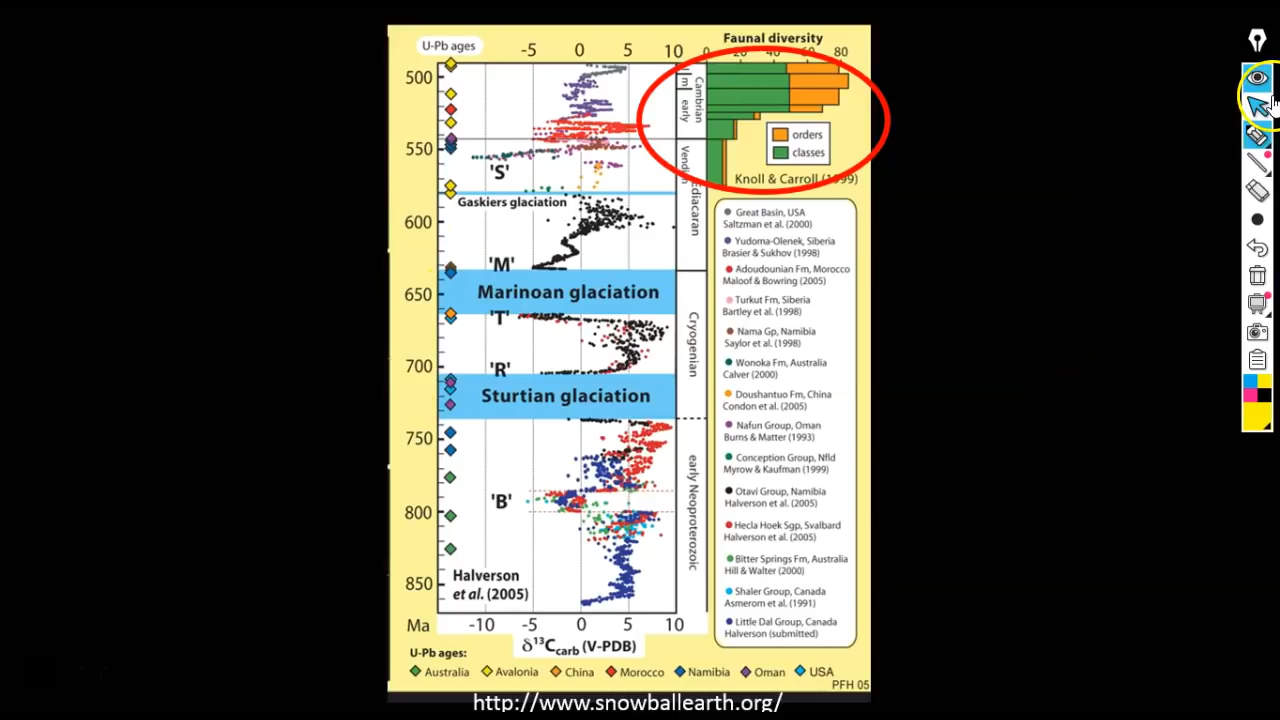 Faunal diversity
U-Pb ages
-5 0 5 10
0 20 40 60 80
500
550
600
650
700
750
800
850
Ma
m
early
Cambrian
Vendian
Ediacaran
Cryogenian
early Neoproterozoic
orders
classes
Knoll & Carroll (1999)
'S'
Gaskiers glaciation
'M'
Marinoan glaciation
'T'
'R'
Sturtian glaciation
'B'
Halverson
et al. (2005)
-10 -5 0 5 10
δ¹³Ccarb (V-PDB)
Great Basin, USA
Saltzman et al. (2000)
Yudoma-Olenek, Siberia
Brasier & Sukhov (1998)
Adoudounian Fm, Morocco
Maloof & Bowring (2005)
Turkut Fm, Siberia
Bartley et al. (1998)
Nama Gp, Namibia
Saylor et al. (1998)
Wonoka Fm, Australia
Calver (2000)
Doushantuo Fm, China
Condon et al. (2005)
Nafun Group, Oman
Burns & Matter (1993)
Conception Group, Nfld
Myrow & Kaufman (1999)
Otavi Group, Namibia
Halverson et al. (2005)
Hecla Hoek Sgp, Svalbard
Halverson et al. (2005)
Bitter Springs Fm, Australia
Hill & Walter (2000)
Shaler Group, Canada
Asmerom et al. (1991)
Little Dal Group, Canada
Halverson (submitted)
U-Pb ages:
Australia Avalonia China Morocco Namibia Oman USA
PFH 05
http://www.snowballearth.org/